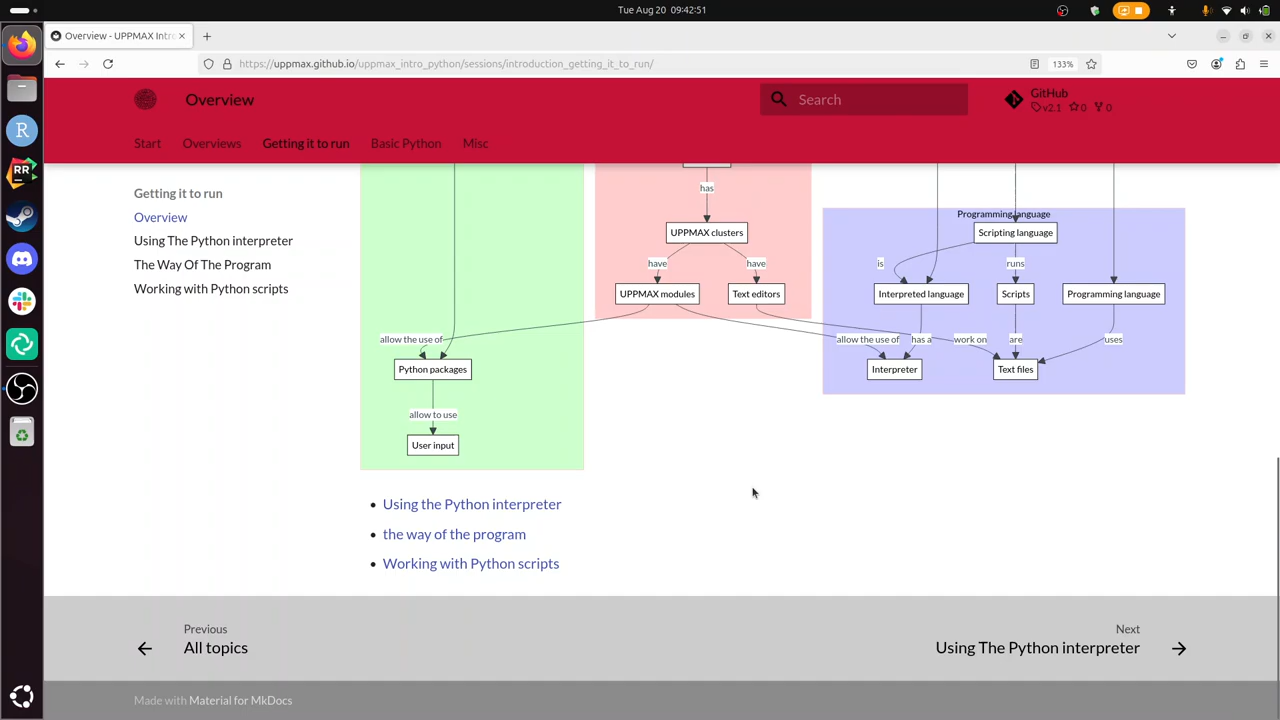 Tue Aug 20 09:42:51
Overview - UPPMAX Intr
https://uppmax.github.io/uppmax_intro_python/sessions/introduction_getting_it_to_run/
133%
Overview
Search
GitHub
v2.1 0 0
Start Overviews Getting it to run Basic Python Misc
Getting it to run
Overview
Using The Python interpreter
The Way Of The Program
Working with Python scripts
has
UPPMAX clusters
have have
UPPMAX modules Text editors
Programming language
Scripting language
is runs
Interpreted language Scripts Programming language
allow the use of allow the use of has a work on are uses
Python packages Interpreter Text files
allow to use
User input
Using the Python interpreter
the way of the program
Working with Python scripts
Previous
All topics
Next
Using The Python interpreter
Made with Material for MkDocs